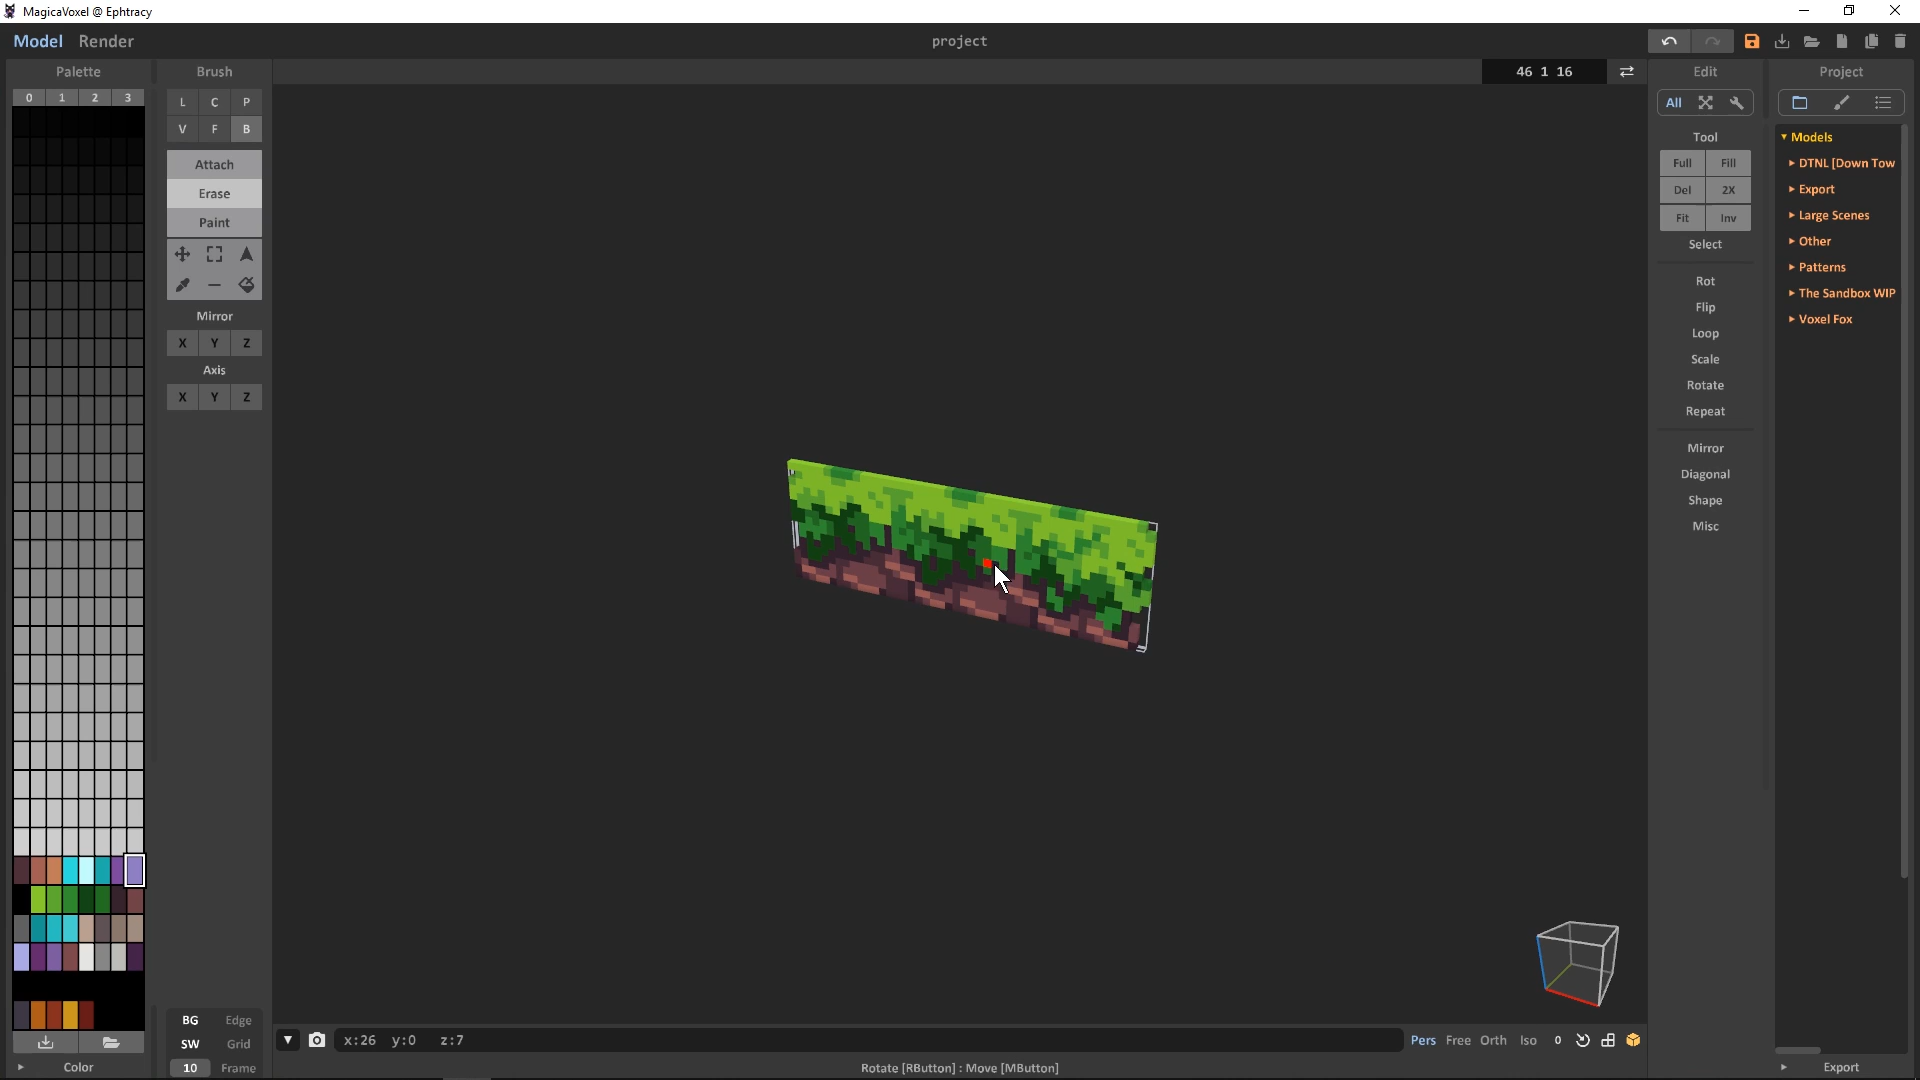 MagicaVoxel @ Ephtracy
Model Render
project
Palette
Brush
46 1 16
Edit
Project
0 1 2 3
L C P
V F B
Attach
Erase
Paint
Mirror
X Y Z
Axis
X Y Z
All
Tool
Full Fill
Del 2X
Fit Inv
Select
Rot
Flip
Loop
Scale
Rotate
Repeat
Mirror
Diagonal
Shape
Misc
Models
DTNL [Down Tow
Export
Large Scenes
Other
Patterns
The Sandbox WIP
Voxel Fox
BG Edge
SW Grid
10 Frame
x:26 y:0 z:7
Pers Free Orth Iso 0
Color
Rotate [RButton] : Move [MButton]
Export